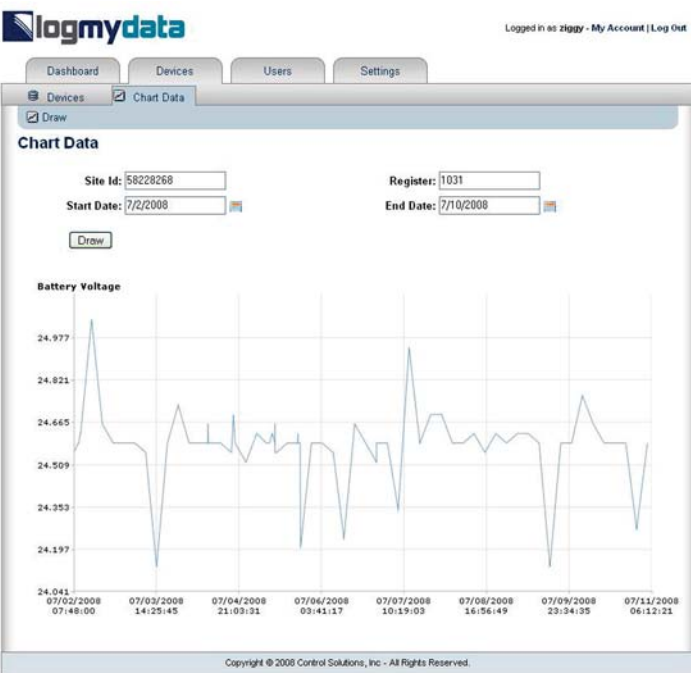 logmydata
Logged in as ziggy - My Account | Log Out
Dashboard Devices Users Settings
Devices Chart Data
Draw
Chart Data
Site Id: 58228268 Register: 1031
Start Date: 7/2/2008 End Date: 7/10/2008
Draw
Battery Voltage
24.977
24.821
24.665
24.509
24.353
24.197
24.041
07/02/2008 07/03/2008 07/04/2008 07/06/2008 07/07/2008 07/08/2008 07/09/2008 07/11/2008
07:48:00 14:25:45 21:03:31 03:41:17 10:19:03 16:56:49 23:34:35 06:12:21
Copyright © 2008 Control Solutions, Inc - All Rights Reserved.